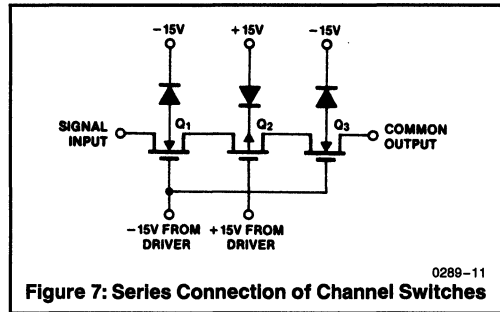 −15V +15V −15V
SIGNAL INPUT
Q1 Q2 Q3
COMMON OUTPUT
−15V FROM DRIVER
+15V FROM DRIVER
0289–11
Figure 7: Series Connection of Channel Switches